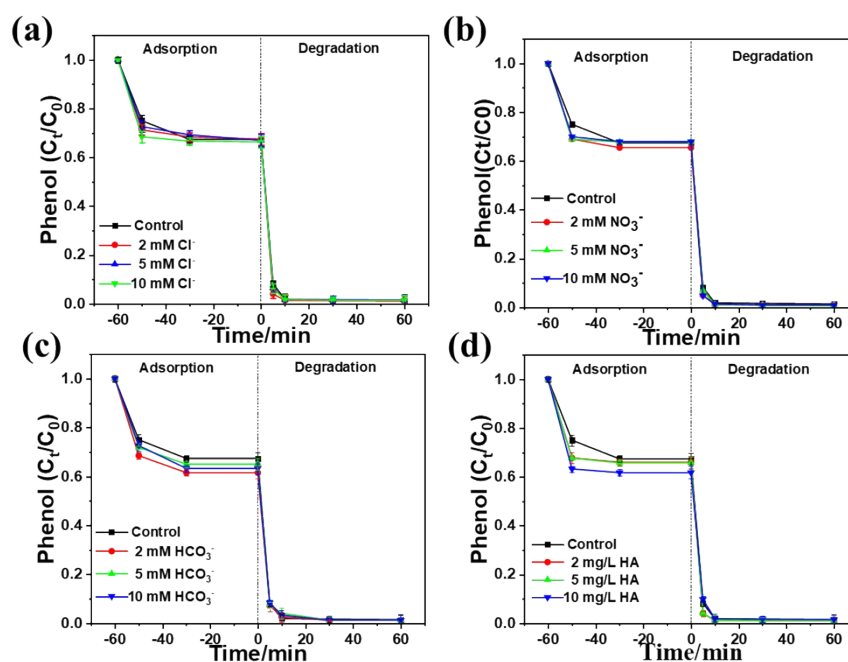 (a)
Adsorption Degradation
Phenol (Ct/C0)
1.0
0.8
0.6
0.4
0.2
0.0
Control
2 mM Cl-
5 mM Cl-
10 mM Cl-
-60 -40 -20 0 20 40 60
Time/min
(b)
Adsorption Degradation
Phenol(Ct/C0)
1.0
0.8
0.6
0.4
0.2
0.0
Control
2 mM NO3-
5 mM NO3-
10 mM NO3-
-60 -40 -20 0 20 40 60
Time/min
(c)
Adsorption Degradation
Phenol (Ct/C0)
1.0
0.8
0.6
0.4
0.2
0.0
Control
2 mM HCO3-
5 mM HCO3-
10 mM HCO3-
-60 -40 -20 0 20 40 60
Time/min
(d)
Adsorption Degradation
Phenol (Ct/C0)
1.0
0.8
0.6
0.4
0.2
0.0
Control
2 mg/L HA
5 mg/L HA
10 mg/L HA
-60 -40 -20 0 20 40 60
Time/min